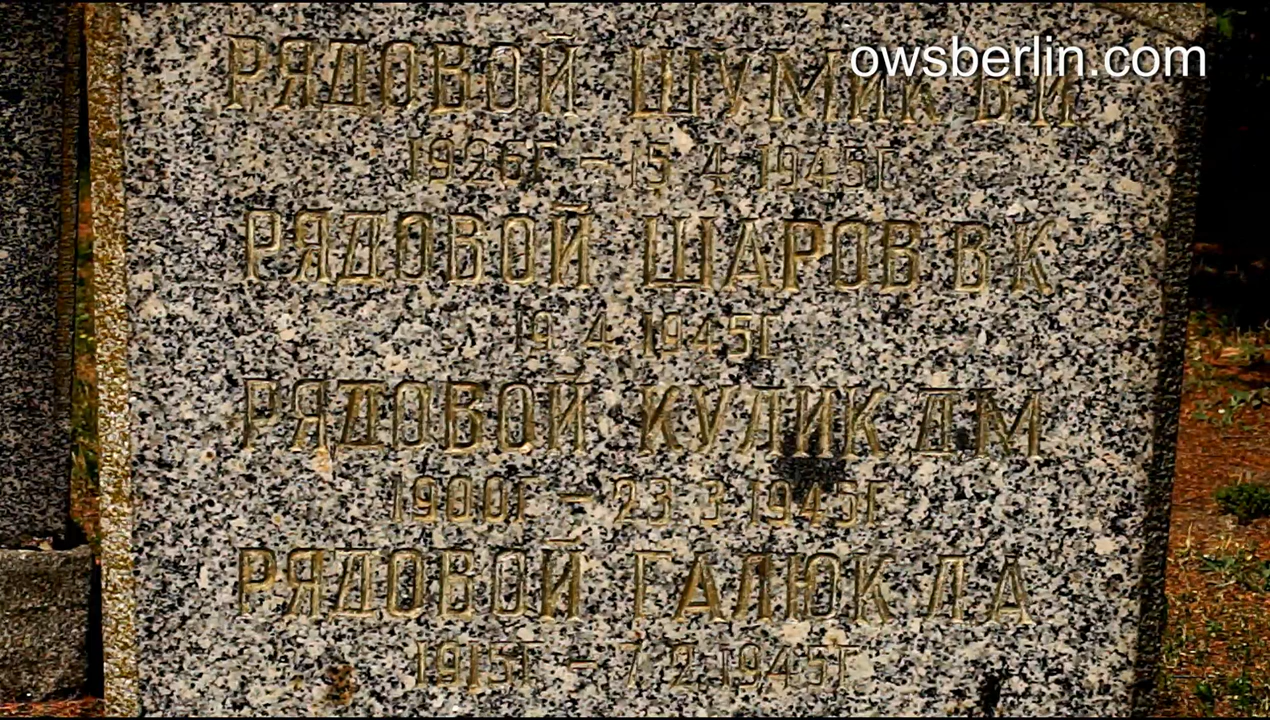 owsberlin.com
РЯДОВОЙ ШУМИК В И
1926Г – 15 4 1945Г
РЯДОВОЙ ШАРОВ В К
19 4 1945Г
РЯДОВОЙ КУЛИК Д М
1900Г – 23 3 1945Г
РЯДОВОЙ ГАЛЮК Д А
1915Г – 7 2 1945Г